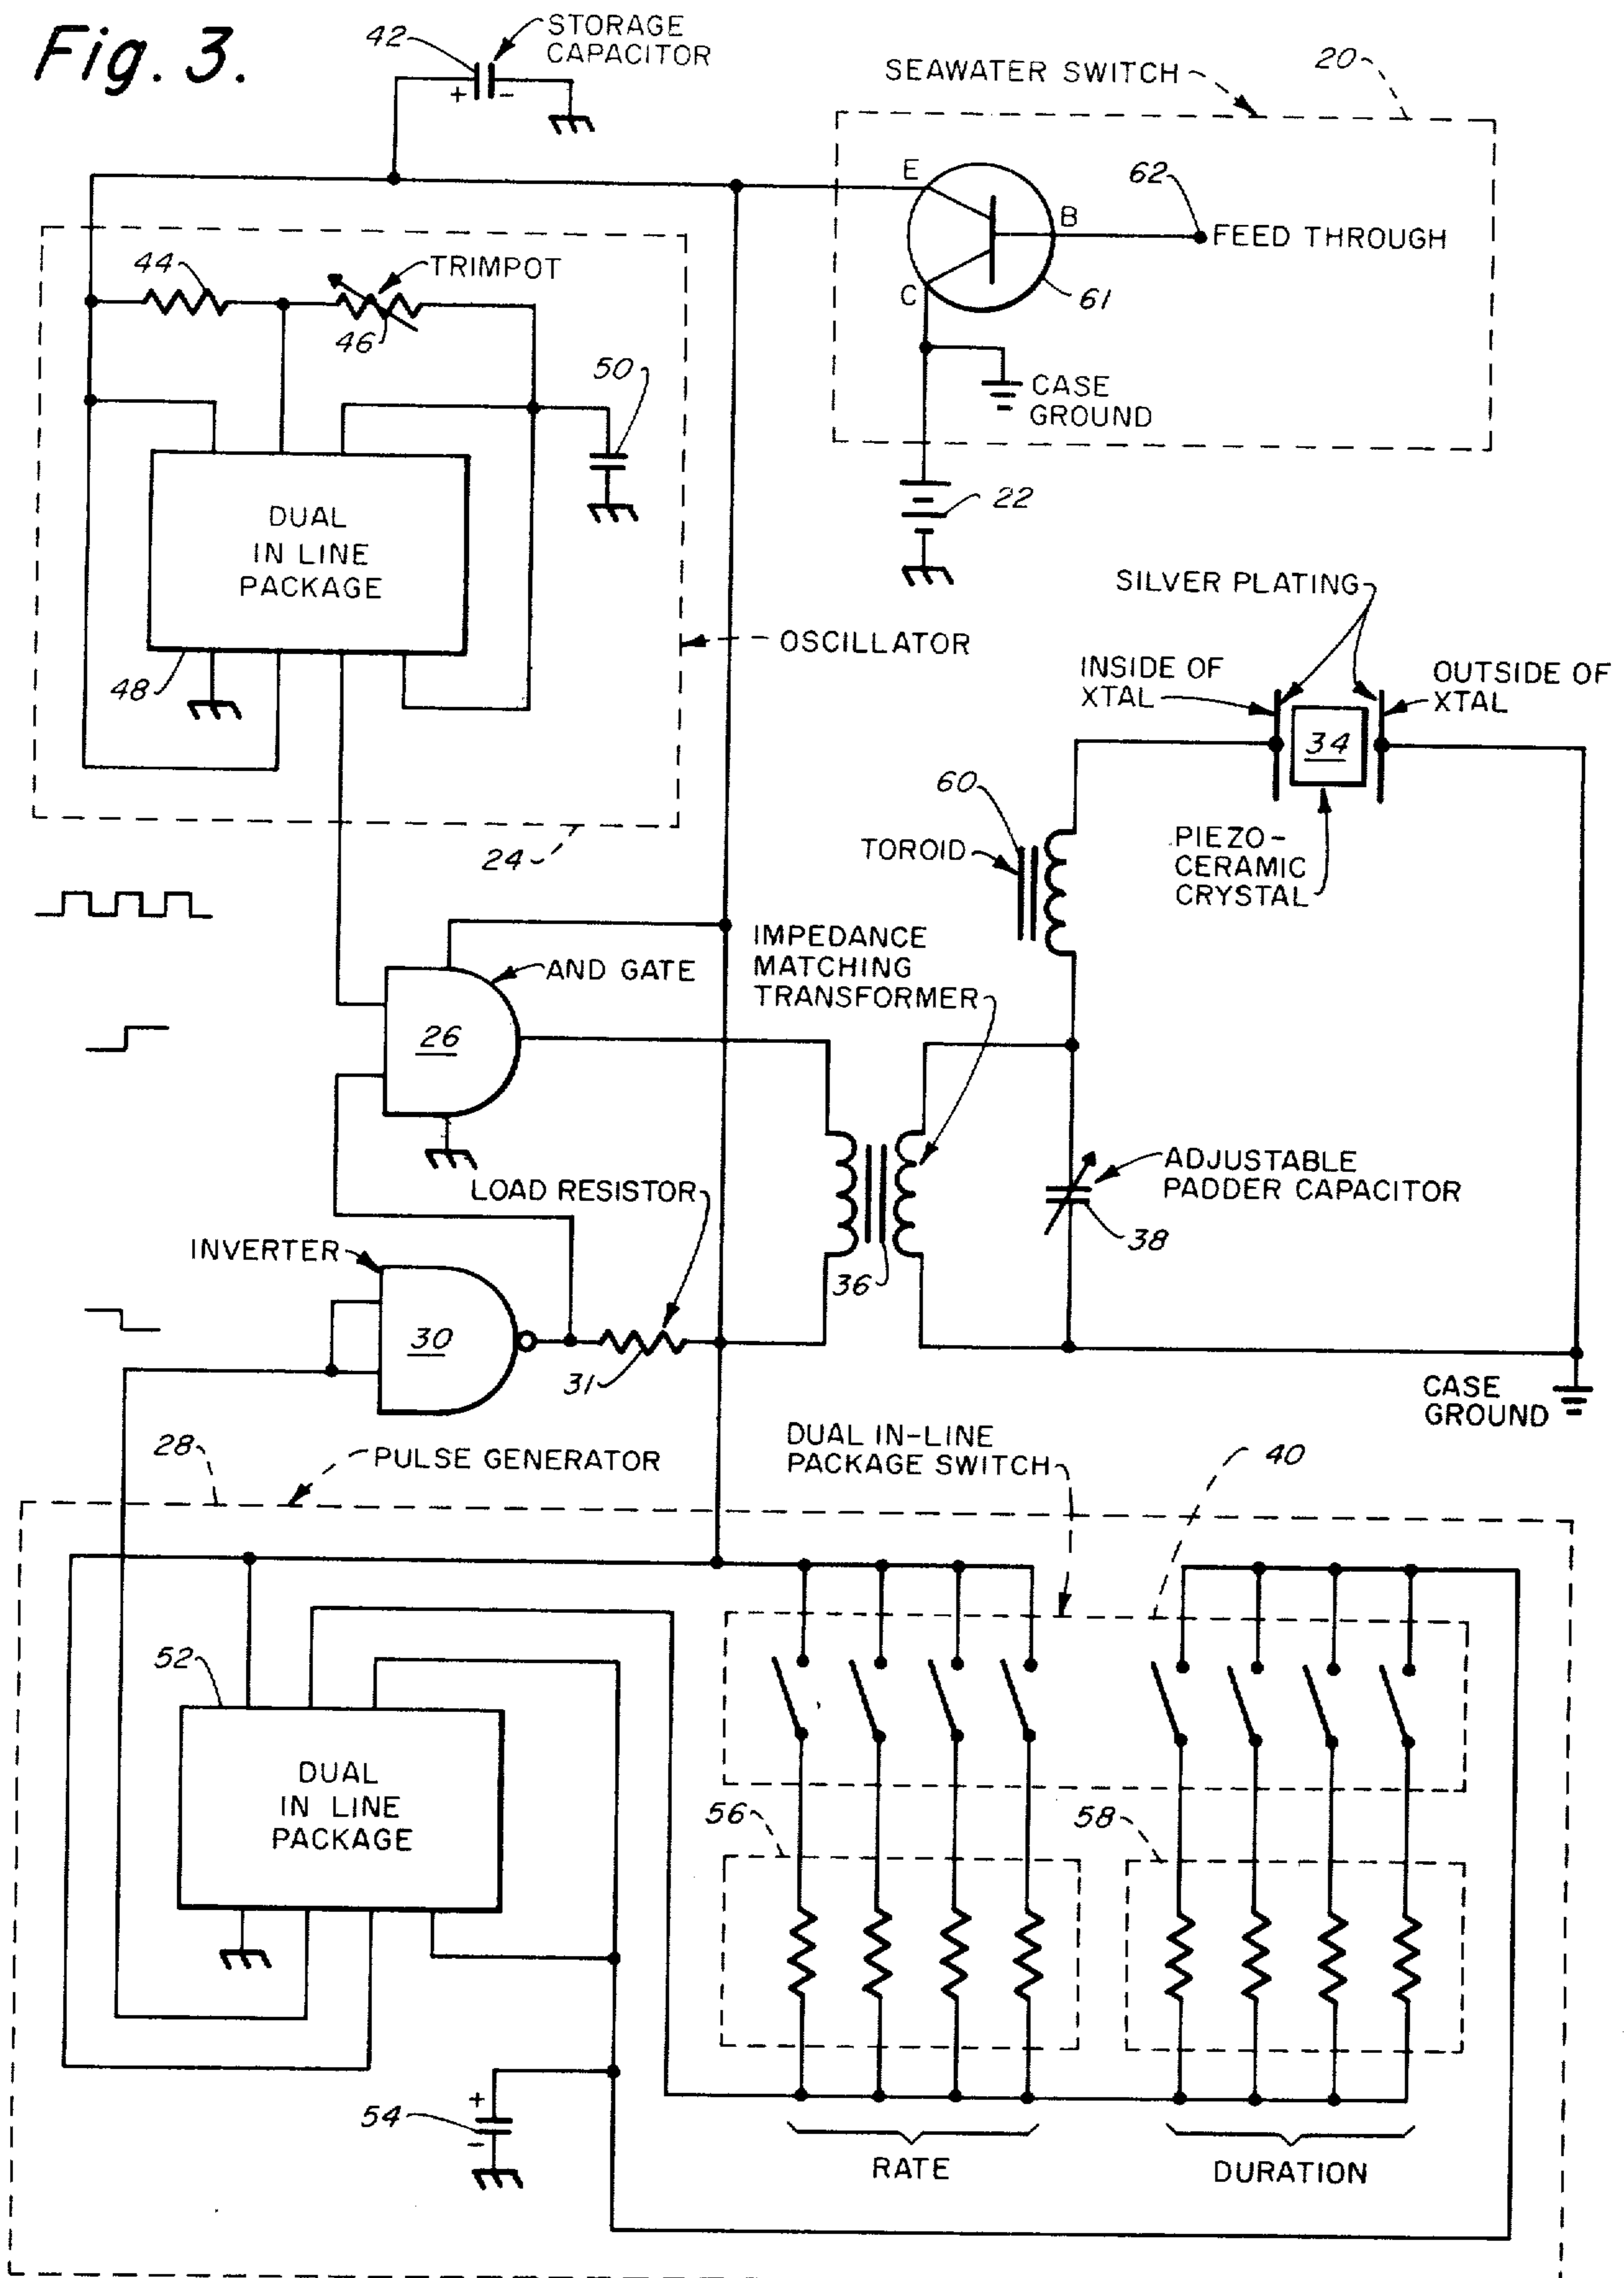 Fig. 3.
42
STORAGE
CAPACITOR
+ -
SEAWATER SWITCH
20
E
B
C
62
FEED THROUGH
61
CASE
GROUND
22
44
TRIMPOT
46
50
DUAL
IN LINE
PACKAGE
48
OSCILLATOR
24
SILVER PLATING
INSIDE OF
XTAL
OUTSIDE OF
XTAL
34
PIEZO-
CERAMIC
CRYSTAL
60
TOROID
IMPEDANCE
MATCHING
TRANSFORMER
AND GATE
26
LOAD RESISTOR
ADJUSTABLE
PADDER CAPACITOR
38
36
INVERTER
30
31
CASE
GROUND
28
PULSE GENERATOR
DUAL IN-LINE
PACKAGE SWITCH
40
52
DUAL
IN LINE
PACKAGE
56
58
+
54
-
RATE
DURATION